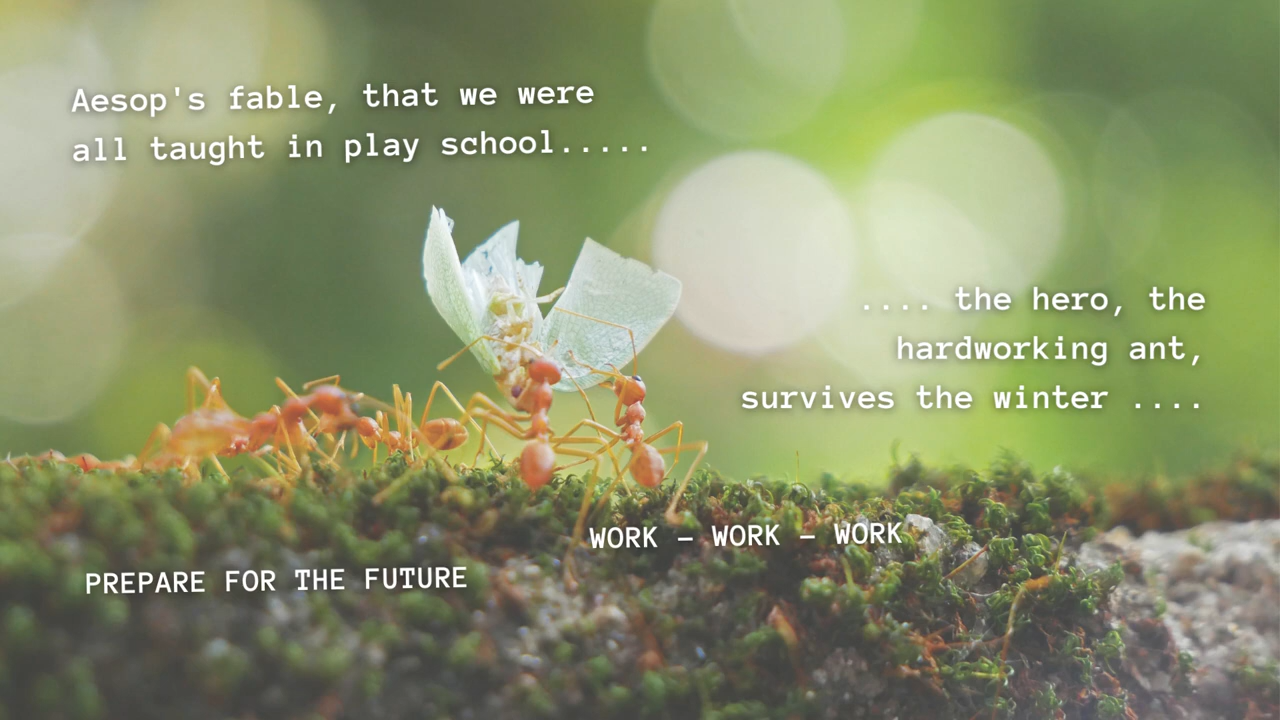 Aesop's fable, that we were
all taught in play school.....
.... the hero, the
hardworking ant,
survives the winter ....
WORK – WORK – WORK
PREPARE FOR THE FUTURE